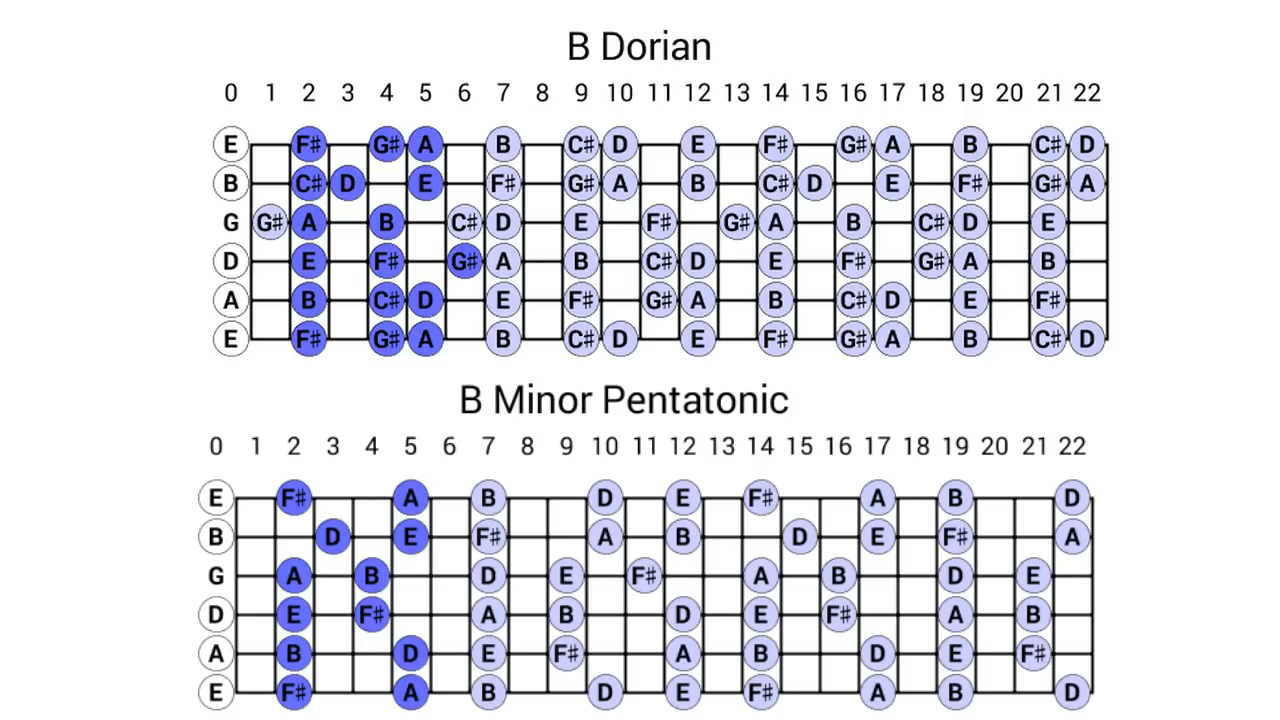 B Dorian
0 1 2 3 4 5 6 7 8 9 10 11 12 13 14 15 16 17 18 19 20 21 22
E F♯ G♯ A B C♯ D E F♯ G♯ A B C♯ D
B C♯ D E F♯ G♯ A B C♯ D E F♯ G♯ A
G G♯ A B C♯ D E F♯ G♯ A B C♯ D E
D E F♯ G♯ A B C♯ D E F♯ G♯ A B
A B C♯ D E F♯ G♯ A B C♯ D E F♯
E F♯ G♯ A B C♯ D E F♯ G♯ A B C♯ D
B Minor Pentatonic
0 1 2 3 4 5 6 7 8 9 10 11 12 13 14 15 16 17 18 19 20 21 22
E F♯ A B D E F♯ A B D
B D E F♯ A B D E F♯ A
G A B D E F♯ A B D E
D E F♯ A B D E F♯ A B
A B D E F♯ A B D E F♯
E F♯ A B D E F♯ A B D